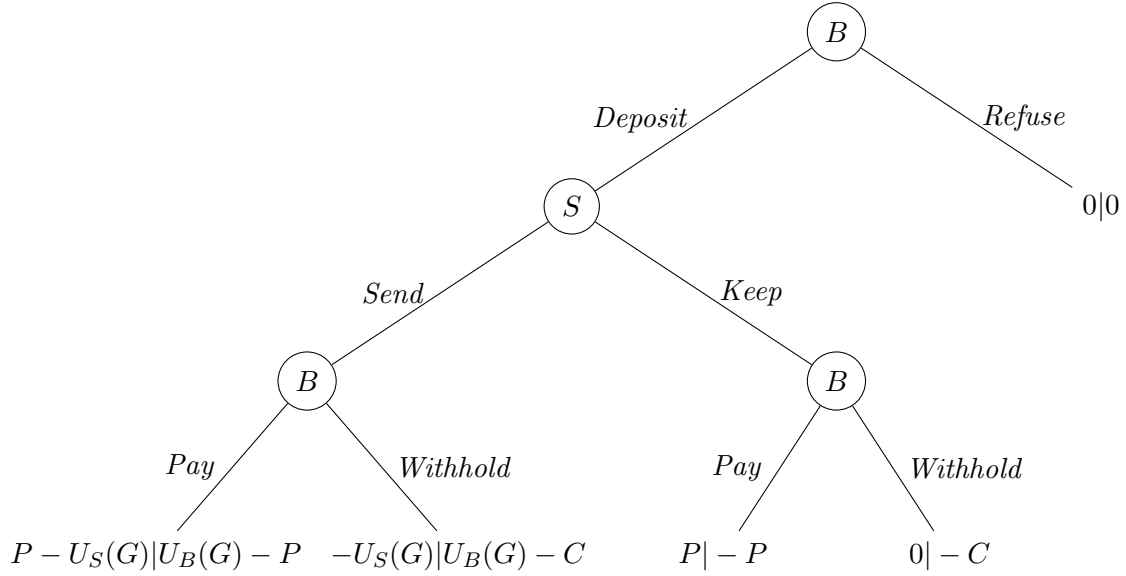 B
Deposit
Refuse
S
0|0
Send
Keep
B
B
Pay
Withhold
Pay
Withhold
P − U_S(G)|U_B(G) − P
−U_S(G)|U_B(G) − C
P| − P
0| − C